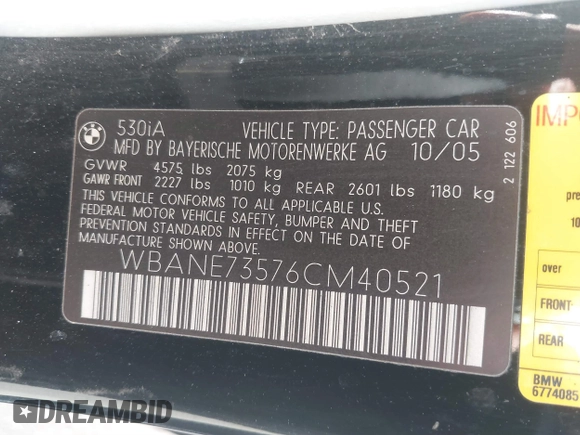 BMW
530iA VEHICLE TYPE: PASSENGER CAR
MFD BY BAYERISCHE MOTORENWERKE AG 10/05
GVWR 4575 lbs 2075 kg
GAWR FRONT 2227 lbs 1010 kg REAR 2601 lbs 1180 kg
THIS VEHICLE CONFORMS TO ALL APPLICABLE U.S.
FEDERAL MOTOR VEHICLE SAFETY, BUMPER AND THEFT
PREVENTION STANDARDS IN EFFECT ON THE DATE OF
MANUFACTURE SHOWN ABOVE.
WBANE73576CM40521
2 122 606
over
FRONT
BMW
6774085
DREAMBID